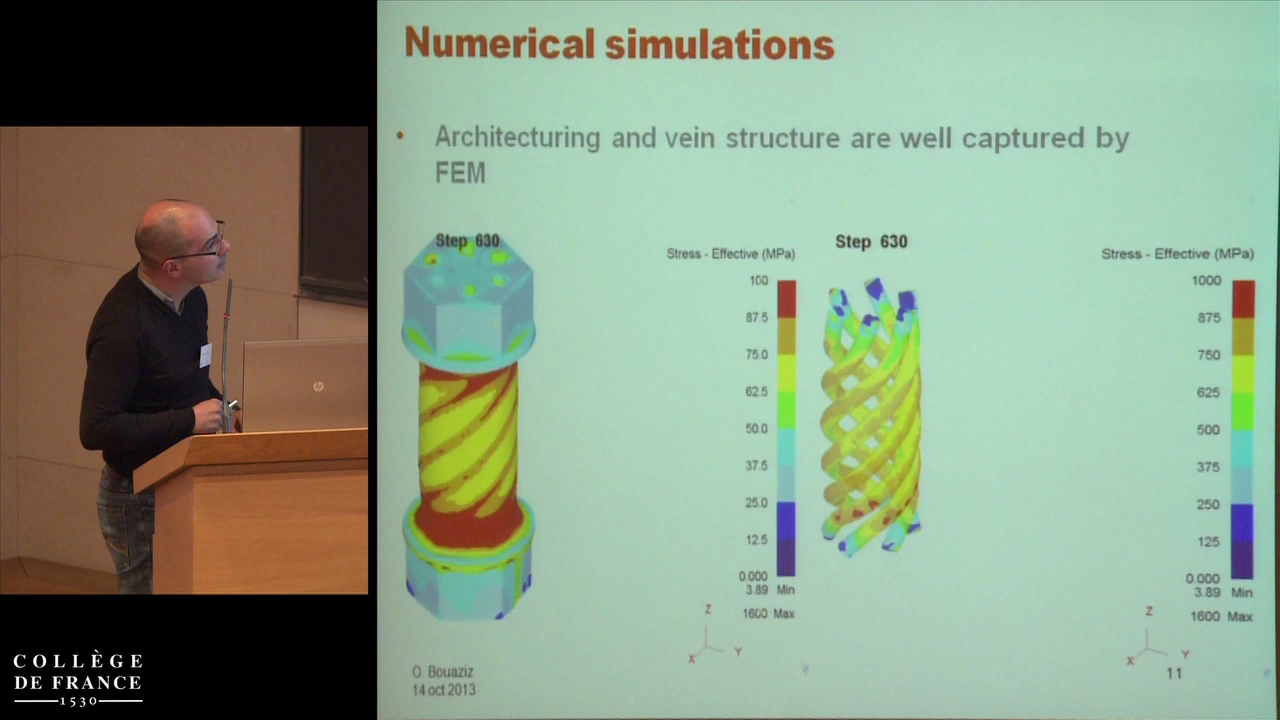 Numerical simulations
• Architecturing and vein structure are well captured by
FEM
Step 630
Stress - Effective (MPa)
100
87.5
75.0
62.5
50.0
37.5
25.0
12.5
0.000
3.89 Min
1600 Max
Z
X
Y
Step 630
Stress - Effective (MPa)
1000
875
750
625
500
375
250
125
0.000
3.89 Min
1600 Max
Z
X
Y
O. Bouaziz
14 oct 2013
11
hp
COLLÈGE
DE FRANCE
1530